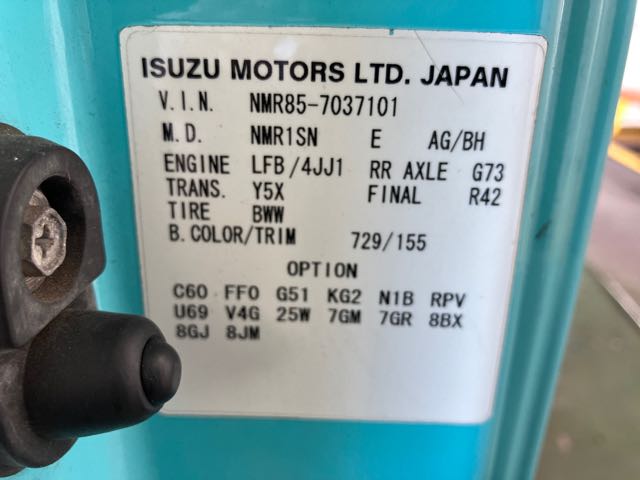 ISUZU MOTORS LTD. JAPAN
V.I.N. NMR85-7037101
M.D. NMR1SN E AG/BH
ENGINE LFB/4JJ1 RR AXLE G73
TRANS. Y5X FINAL R42
TIRE BWW
B.COLOR/TRIM 729/155
OPTION
C60 FF0 G51 KG2 N1B RPV
U69 V4G 25W 7GM 7GR 8BX
8GJ 8JM